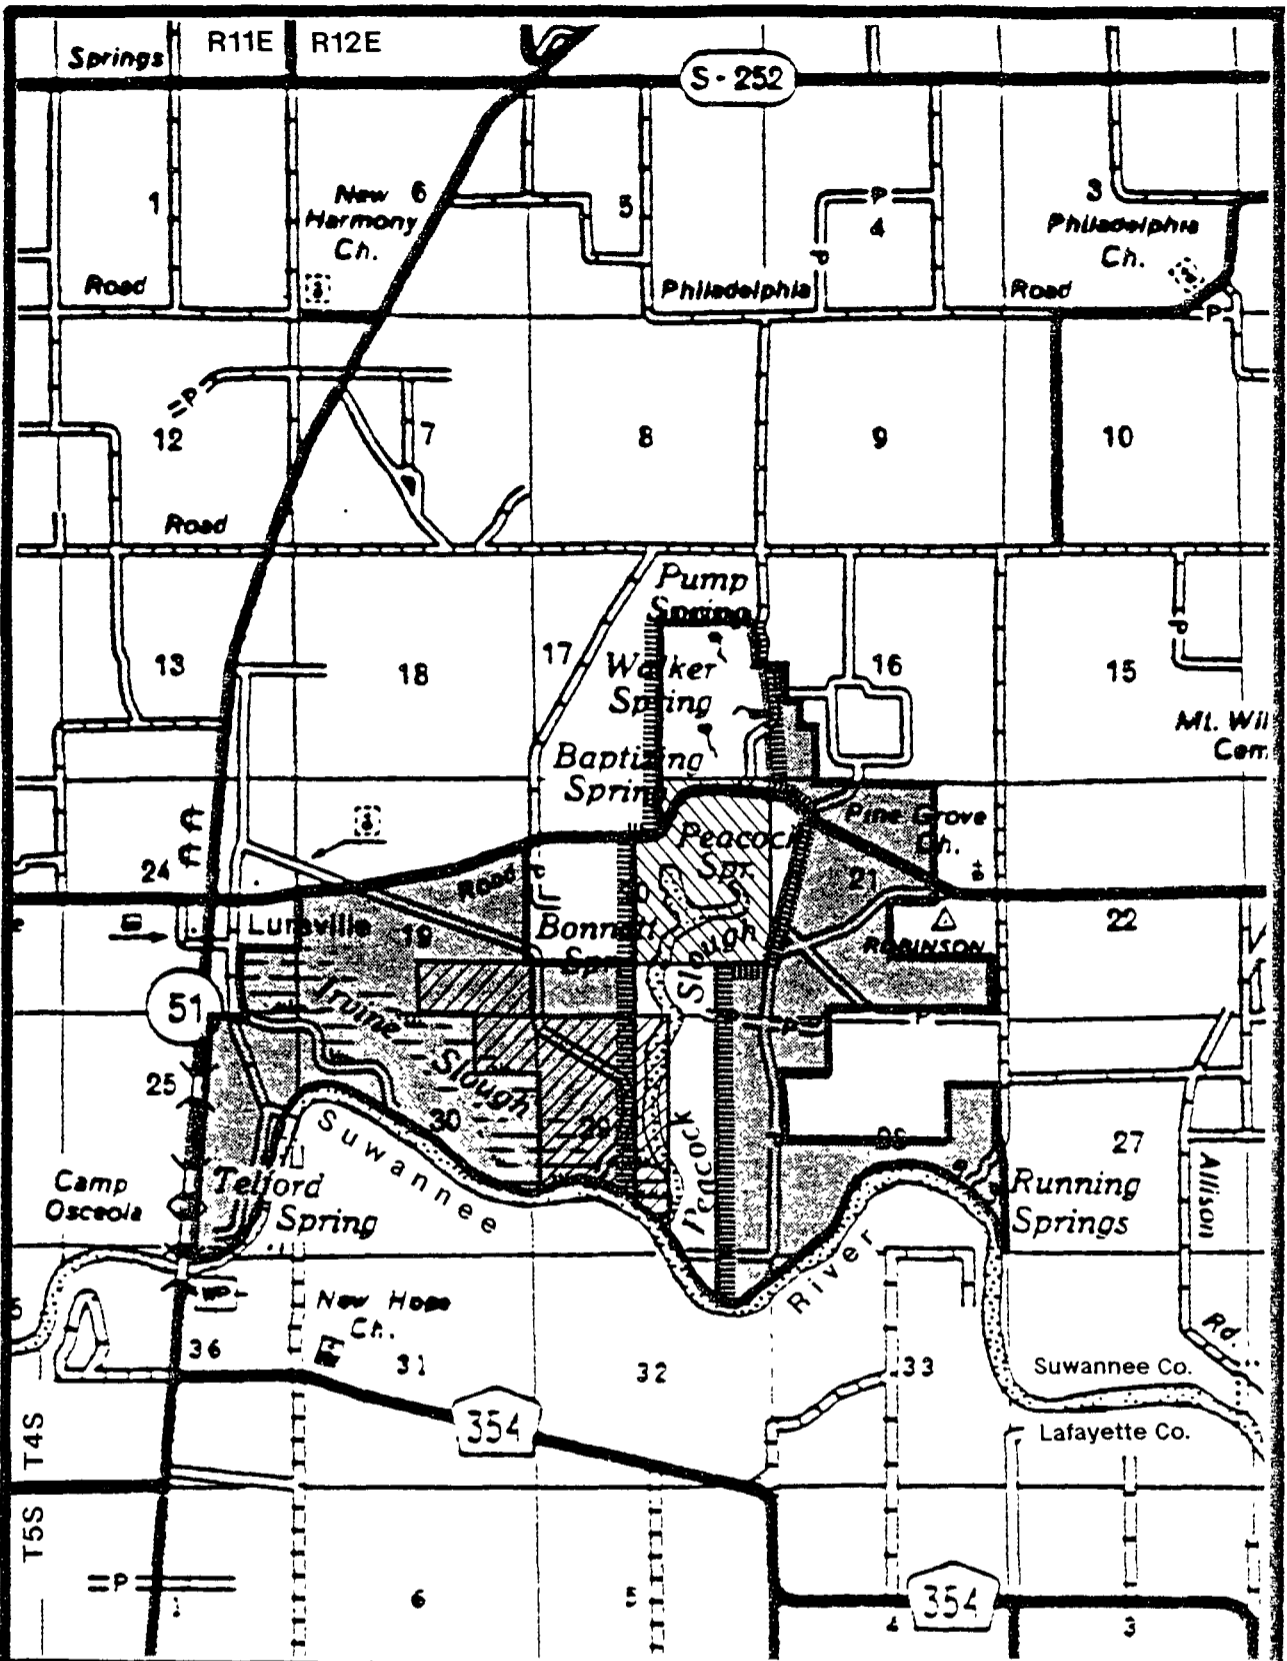 R11E R12E
Springs
S - 252
1
New
Harmony
Ch.
6
5
P
4
P
3
Philadelphia
Ch.
Road
Philadelphia
Road
P
P
12
7
8
9
10
Road
Pump
Spring
13
18
17
Walker
Spring
16
15
P
Mt. Wil
Cem.
Baptizing
Spring
Peacock
Spr.
Pine Grove
Ch.
24
Road
21
22
Luraville
19
Bonnett
Spr.
Slough
ROBINSON
51
Irvine
Slough
P
P
25
30
29
Suwannee
Peacock
27
Camp
Osceola
Telford
Spring
Running
Springs
Allison
River
WP
New Hope
Ch.
36
31
32
33
Rd.
Suwannee Co.
354
Lafayette Co.
T4S
T5S
P
6
354
4
3